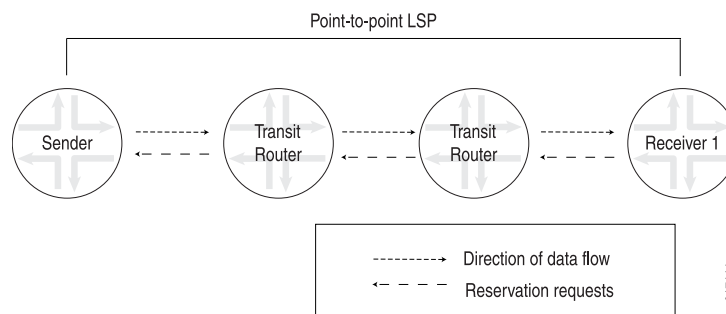 Point-to-point LSP
Sender
Transit
Router
Transit
Router
Receiver 1
Direction of data flow
Reservation requests